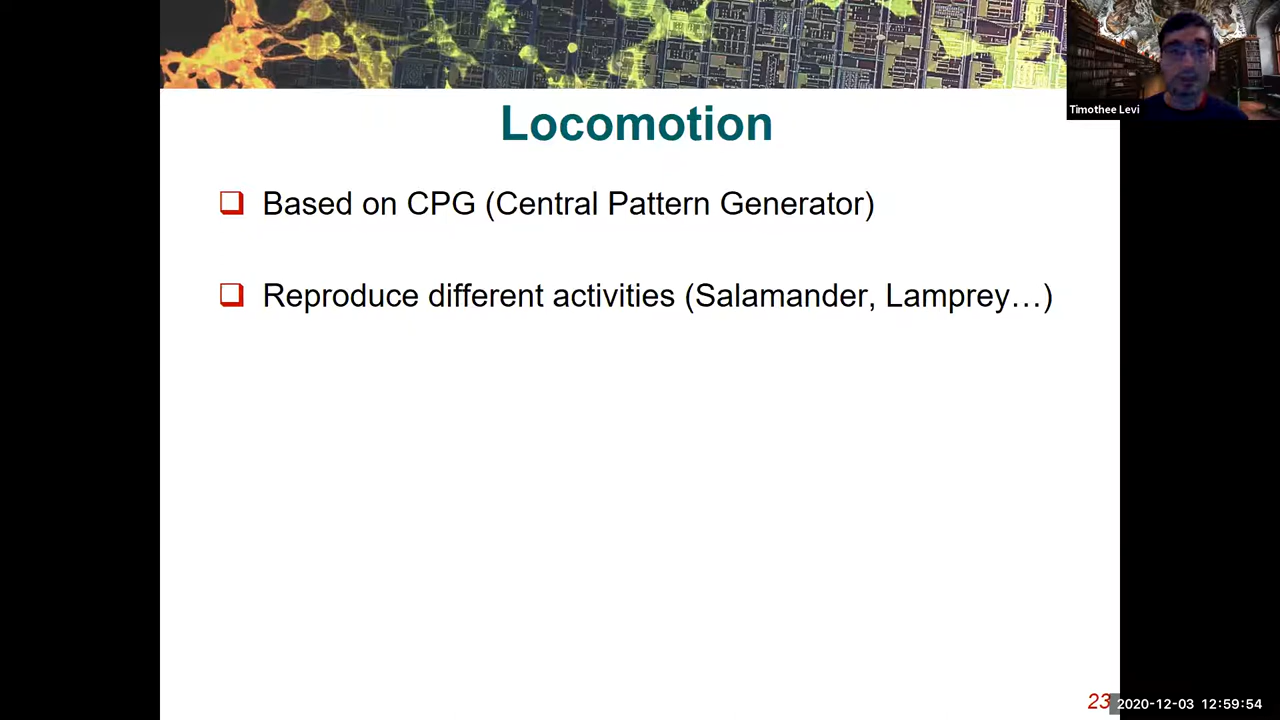 Timothee Levi
Locomotion
Based on CPG (Central Pattern Generator)
Reproduce different activities (Salamander, Lamprey…)
23
2020-12-03 12:59:54